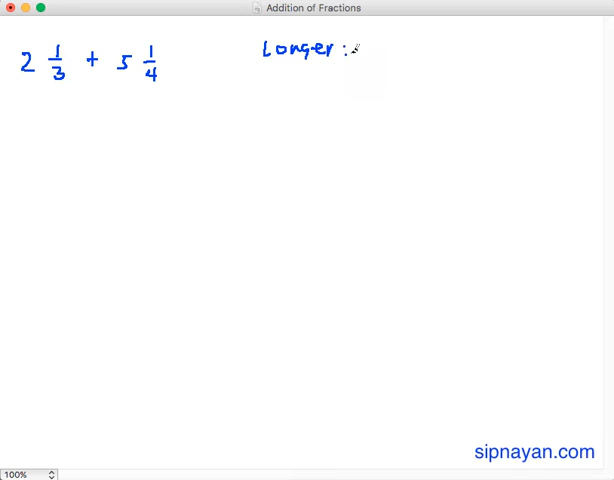 Addition of Fractions
2 1/3 + 5 1/4
Longer :
sipnayan.com
100%